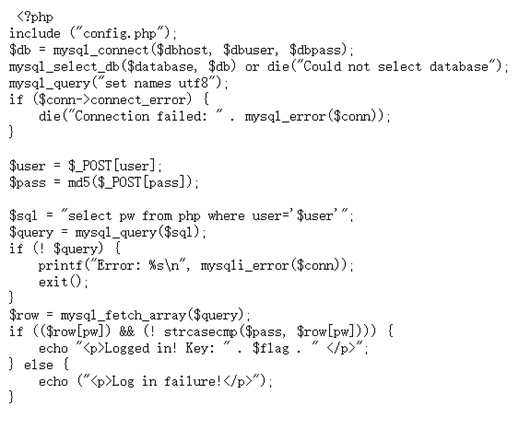 <?php
include ("config.php");
$db = mysql_connect($dbhost, $dbuser, $dbpass);
mysql_select_db($database, $db) or die("Could not select database");
mysql_query("set names utf8");
if ($conn->connect_error) {
    die("Connection failed: " . mysql_error($conn));
}

$user = $_POST[user];
$pass = md5($_POST[pass]);

$sql = "select pw from php where user='$user'";
$query = mysql_query($sql);
if (! $query) {
    printf("Error: %s\n", mysqli_error($conn));
    exit();
}
$row = mysql_fetch_array($query);
if (($row[pw]) && (! strcasecmp($pass, $row[pw]))) {
    echo "<p>Logged in! Key: " . $flag . " </p>";
} else {
    echo ("<p>Log in failure!</p>");
}